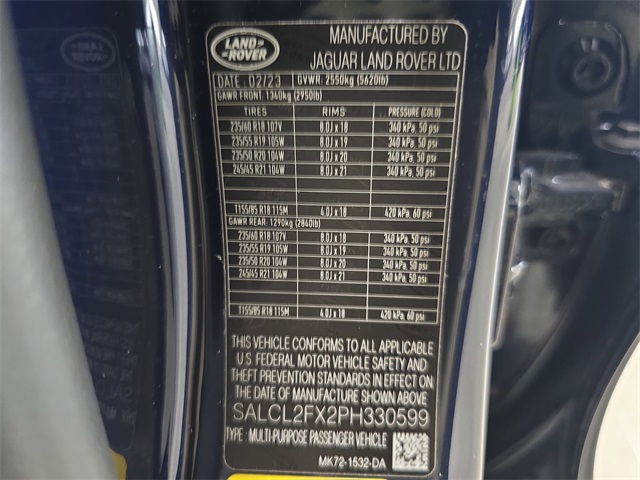 LAND ROVER
MANUFACTURED BY
JAGUAR LAND ROVER LTD
DATE: 02/23 GVWR: 2550kg (5620lb)
GAWR FRONT: 1340kg (2950lb)
TIRES RIMS PRESSURE (COLD)
235/60 R18 107V 8.0J x 18 340 kPa, 50 psi
235/55 R19 105W 8.0J x 19 340 kPa, 50 psi
235/50 R20 104W 8.0J x 20 340 kPa, 50 psi
245/45 R21 104W 8.0J x 21 340 kPa, 50 psi
T155/85 R18 115M 4.0J x 18 420 kPa, 60 psi
GAWR REAR: 1290kg (2840lb)
235/60 R18 107V 8.0J x 18 340 kPa, 50 psi
235/55 R19 105W 8.0J x 19 340 kPa, 50 psi
235/50 R20 104W 8.0J x 20 340 kPa, 50 psi
245/45 R21 104W 8.0J x 21 340 kPa, 50 psi
T155/85 R18 115M 4.0J x 18 420 kPa, 60 psi
THIS VEHICLE CONFORMS TO ALL APPLICABLE
U.S. FEDERAL MOTOR VEHICLE SAFETY AND
THEFT PREVENTION STANDARDS IN EFFECT ON
THE DATE OF MANUFACTURE SHOWN ABOVE
SALCL2FX2PH330599
TYPE : MULTI-PURPOSE PASSENGER VEHICLE
MK72-1532-DA